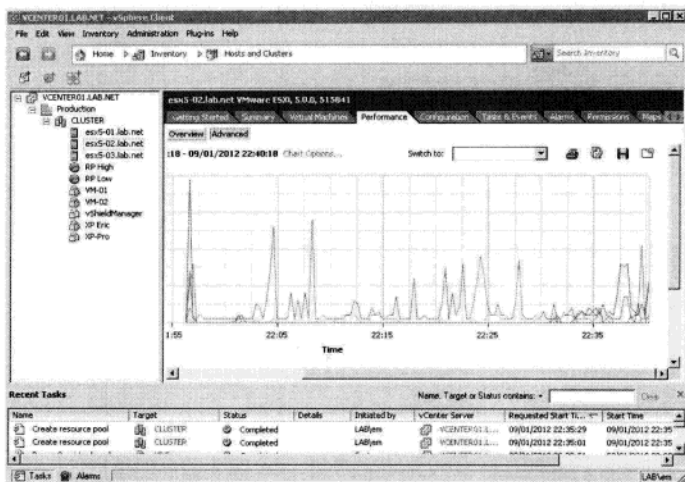 VCENTER01.LAB.NET - vSphere Client
File Edit View Inventory Administration Plug-ins Help
Home Inventory Hosts and Clusters Search Inventory
VCENTER01.LAB.NET
Production
CLUSTER
esx5-01.lab.net
esx5-02.lab.net
esx5-03.lab.net
RP High
RP Low
VM-01
VM-02
vShieldManager
XP Eric
XP-Pro
esx5-02.lab.net VMware ESXi, 5.0.0, 515841
Getting Started Summary Virtual Machines Performance Configuration Tasks & Events Alarms Permissions Maps
Overview Advanced
:18 - 09/01/2012 22:40:18 Chart Options... Switch to:
1:55 22:05 22:15 22:25 22:35
Time
Recent Tasks Name, Target or Status contains: Clear
Name Target Status Details Initiated by vCenter Server Requested Start Ti... Start Time
Create resource pool CLUSTER Completed LAB\em VCENTER01.L... 09/01/2012 22:35:29 09/01/2012 22:35
Create resource pool CLUSTER Completed LAB\em VCENTER01.L... 09/01/2012 22:35:01 09/01/2012 22:35
Tasks Alarms LAB\em